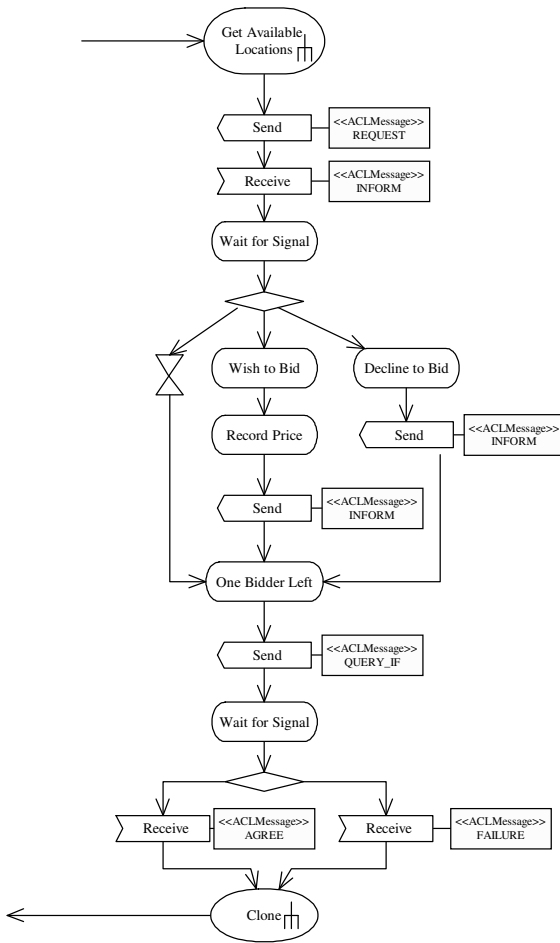 Get Available
Locations
Send
<<ACLMessage>>
REQUEST
Receive
<<ACLMessage>>
INFORM
Wait for Signal
Wish to Bid
Decline to Bid
Record Price
Send
<<ACLMessage>>
INFORM
Send
<<ACLMessage>>
INFORM
One Bidder Left
Send
<<ACLMessage>>
QUERY_IF
Wait for Signal
Receive
<<ACLMessage>>
AGREE
Receive
<<ACLMessage>>
FAILURE
Clone